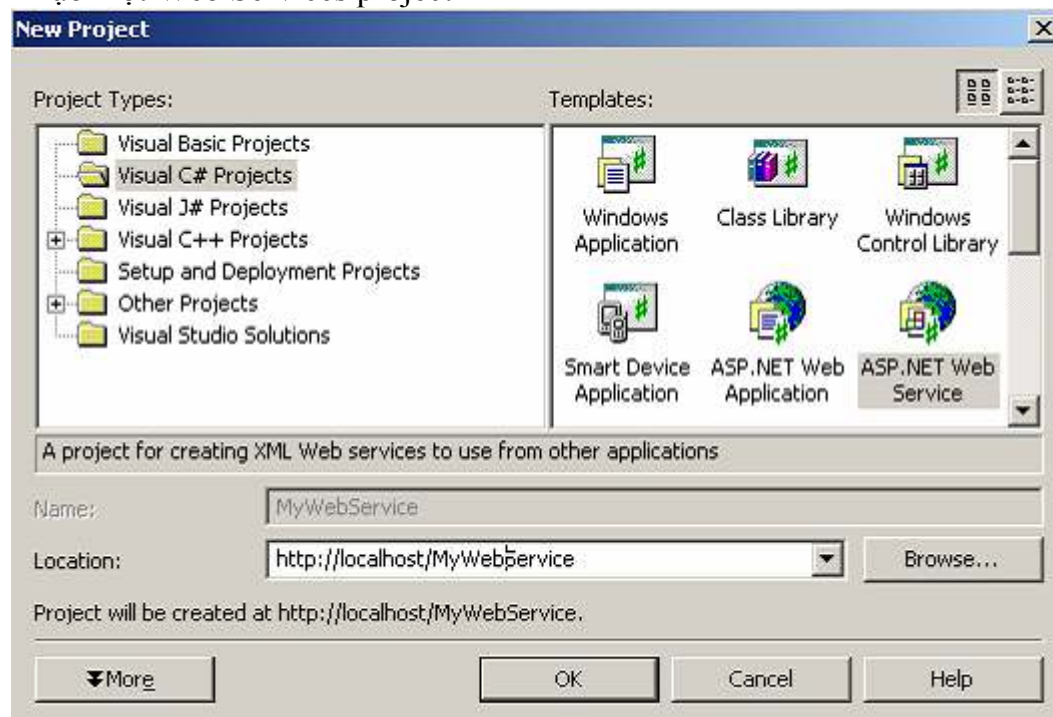 Web Services project
New Project
Project Types:
Templates:
Visual Basic Projects
Visual C# Projects
Visual J# Projects
Visual C++ Projects
Setup and Deployment Projects
Other Projects
Visual Studio Solutions
Windows
Application
Class Library
Windows
Control Library
Smart Device
Application
ASP.NET Web
Application
ASP.NET Web
Service
A project for creating XML Web services to use from other applications
Name:
MyWebService
Location:
http://localhost/MyWebService
Browse...
Project will be created at http://localhost/MyWebService.
More
OK
Cancel
Help